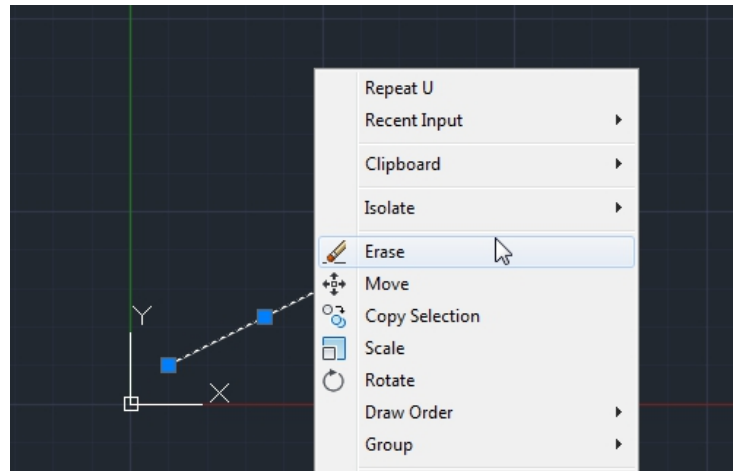 Repeat U
Recent Input
Clipboard
Isolate
Erase
Move
Copy Selection
Scale
Rotate
Draw Order
Group
Y
X